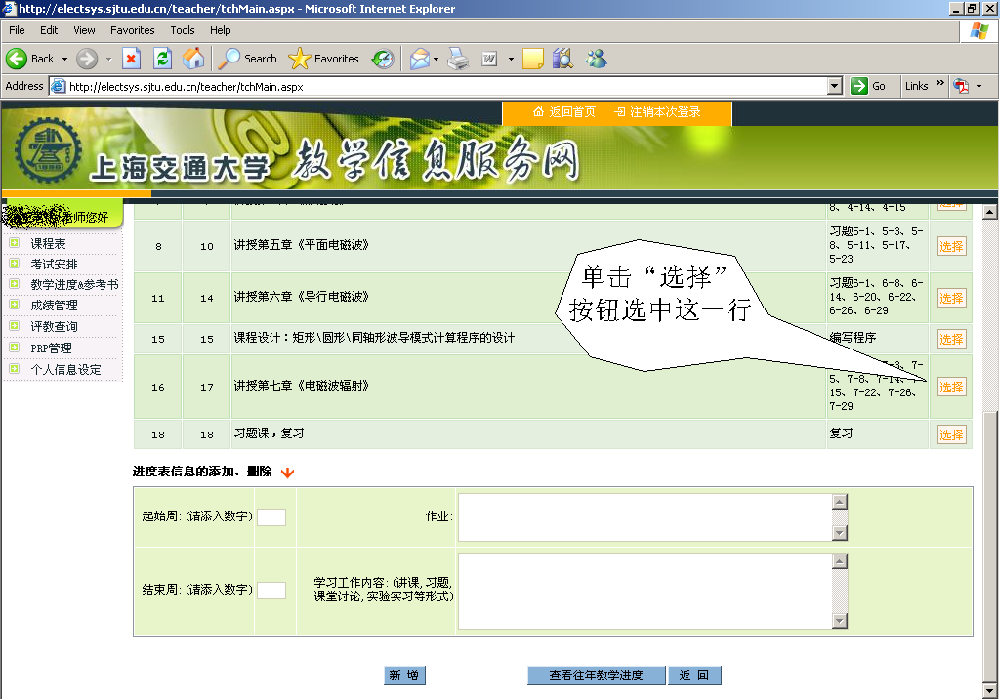 http://electsys.sjtu.edu.cn/teacher/tchMain.aspx - Microsoft Internet Explorer
File Edit View Favorites Tools Help
Back Search Favorites
Address http://electsys.sjtu.edu.cn/teacher/tchMain.aspx Go Links
返回首页 注销本次登录
上海交通大学 教学信息服务网
师您好
课程表
考试安排
教学进度&参考书
成绩管理
评教查询
PRP管理
个人信息设定
8、4-14、4-15
8 10 讲授第五章《平面电磁波》 习题5-1、5-3、5-
8、5-11、5-17、
5-23
选择
11 14 讲授第六章《导行电磁波》 习题6-1、6-8、6-
14、6-20、6-22、
6-26、6-29
选择
15 15 课程设计：矩形\圆形\同轴形波导模式计算程序的设计 编写程序 选择
16 17 讲授第七章《电磁波辐射》
5、7-8、7-14、7-
15、7-22、7-26、
7-29
选择
18 18 习题课，复习 复习 选择
单击“选择”
按钮选中这一行
进度表信息的添加、删除
起始周: (请添入数字) 作业:
结束周: (请添入数字) 学习工作内容: (讲课, 习题,
课堂讨论, 实验实习等形式)
新 增 查看往年教学进度 返 回